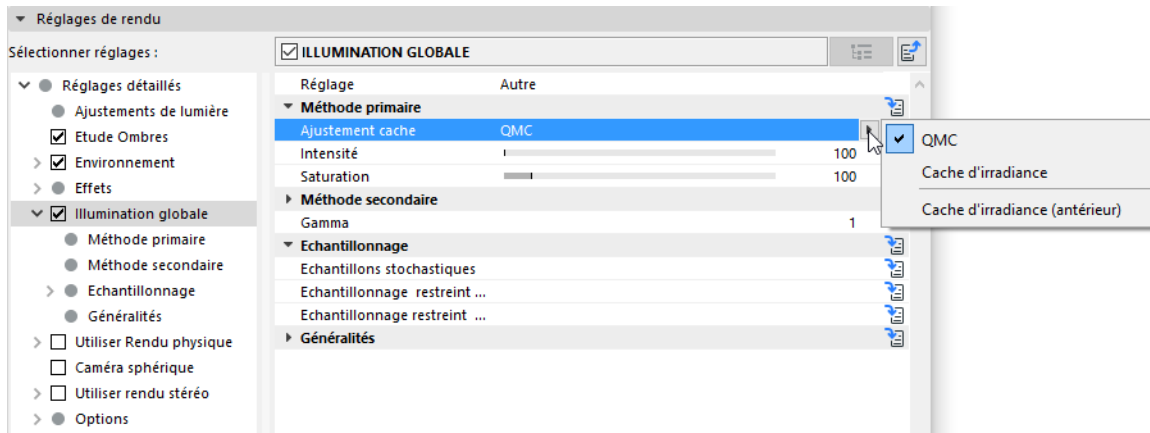 Réglages de rendu
Sélectionner réglages :
ILLUMINATION GLOBALE
Réglages détaillés
Ajustements de lumière
Etude Ombres
Environnement
Effets
Illumination globale
Méthode primaire
Méthode secondaire
Echantillonnage
Généralités
Utiliser Rendu physique
Caméra sphérique
Utiliser rendu stéréo
Options
Réglage Autre
Méthode primaire
Ajustement cache QMC
Intensité 100
Saturation 100
Méthode secondaire
Gamma 1
Echantillonnage
Echantillons stochastiques
Echantillonnage restreint ...
Echantillonnage restreint ...
Généralités
QMC
Cache d'irradiance
Cache d'irradiance (antérieur)